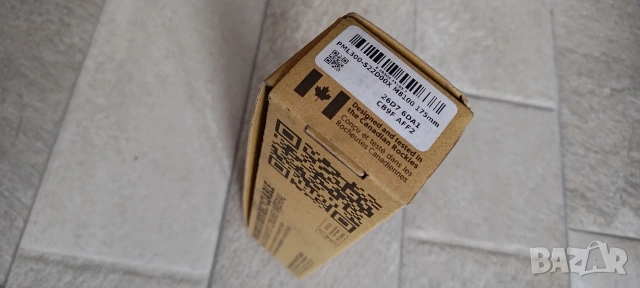 PML300-S22D00X M8100 175mm
26D7 6DA1
CB9F AFF2
Designed and tested in
the Canadian Rockies
Conçu et testé dans les
Rocheuses Canadiennes
BAZAR
bg